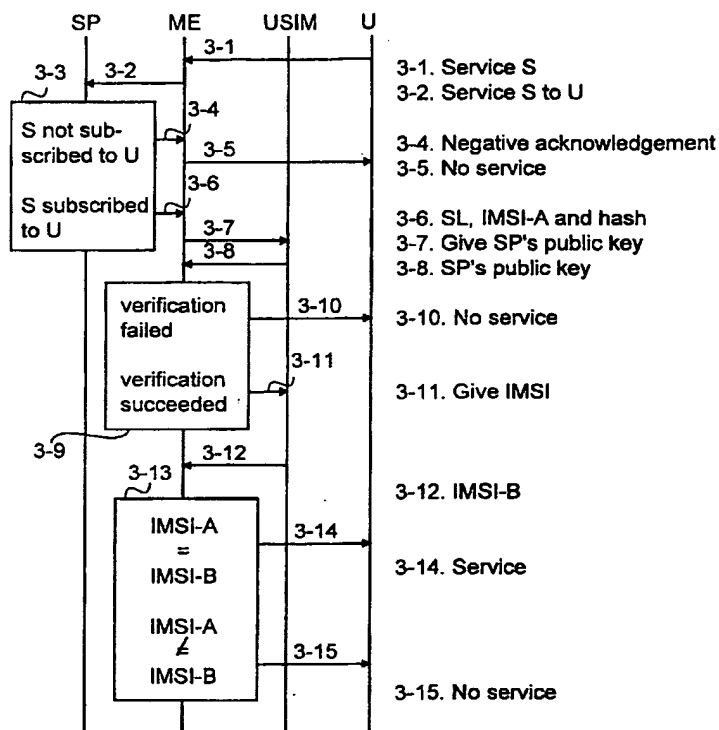 SP ME USIM U
3-1
3-1. Service S
3-3 3-2
3-2. Service S to U
S not sub-
scribed to U
3-4
3-4. Negative acknowledgement
3-5
3-5. No service
S subscribed
to U
3-6
3-6. SL, IMSI-A and hash
3-7
3-7. Give SP's public key
3-8
3-8. SP's public key
verification
failed
3-10
3-10. No service
3-11
verification
succeeded
3-11. Give IMSI
3-9
3-12
3-12. IMSI-B
3-13
IMSI-A
=
IMSI-B
3-14
3-14. Service
IMSI-A
≠
IMSI-B
3-15
3-15. No service